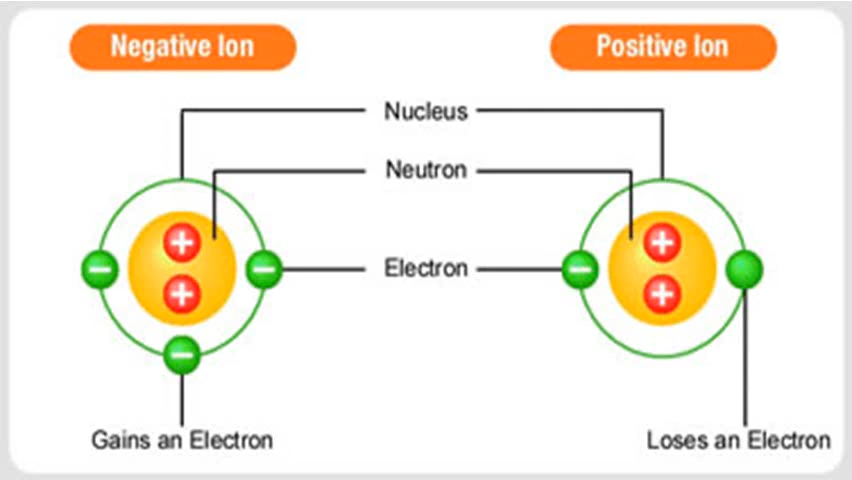 Negative Ion
Positive Ion
Nucleus
Neutron
Electron
Gains an Electron
Loses an Electron